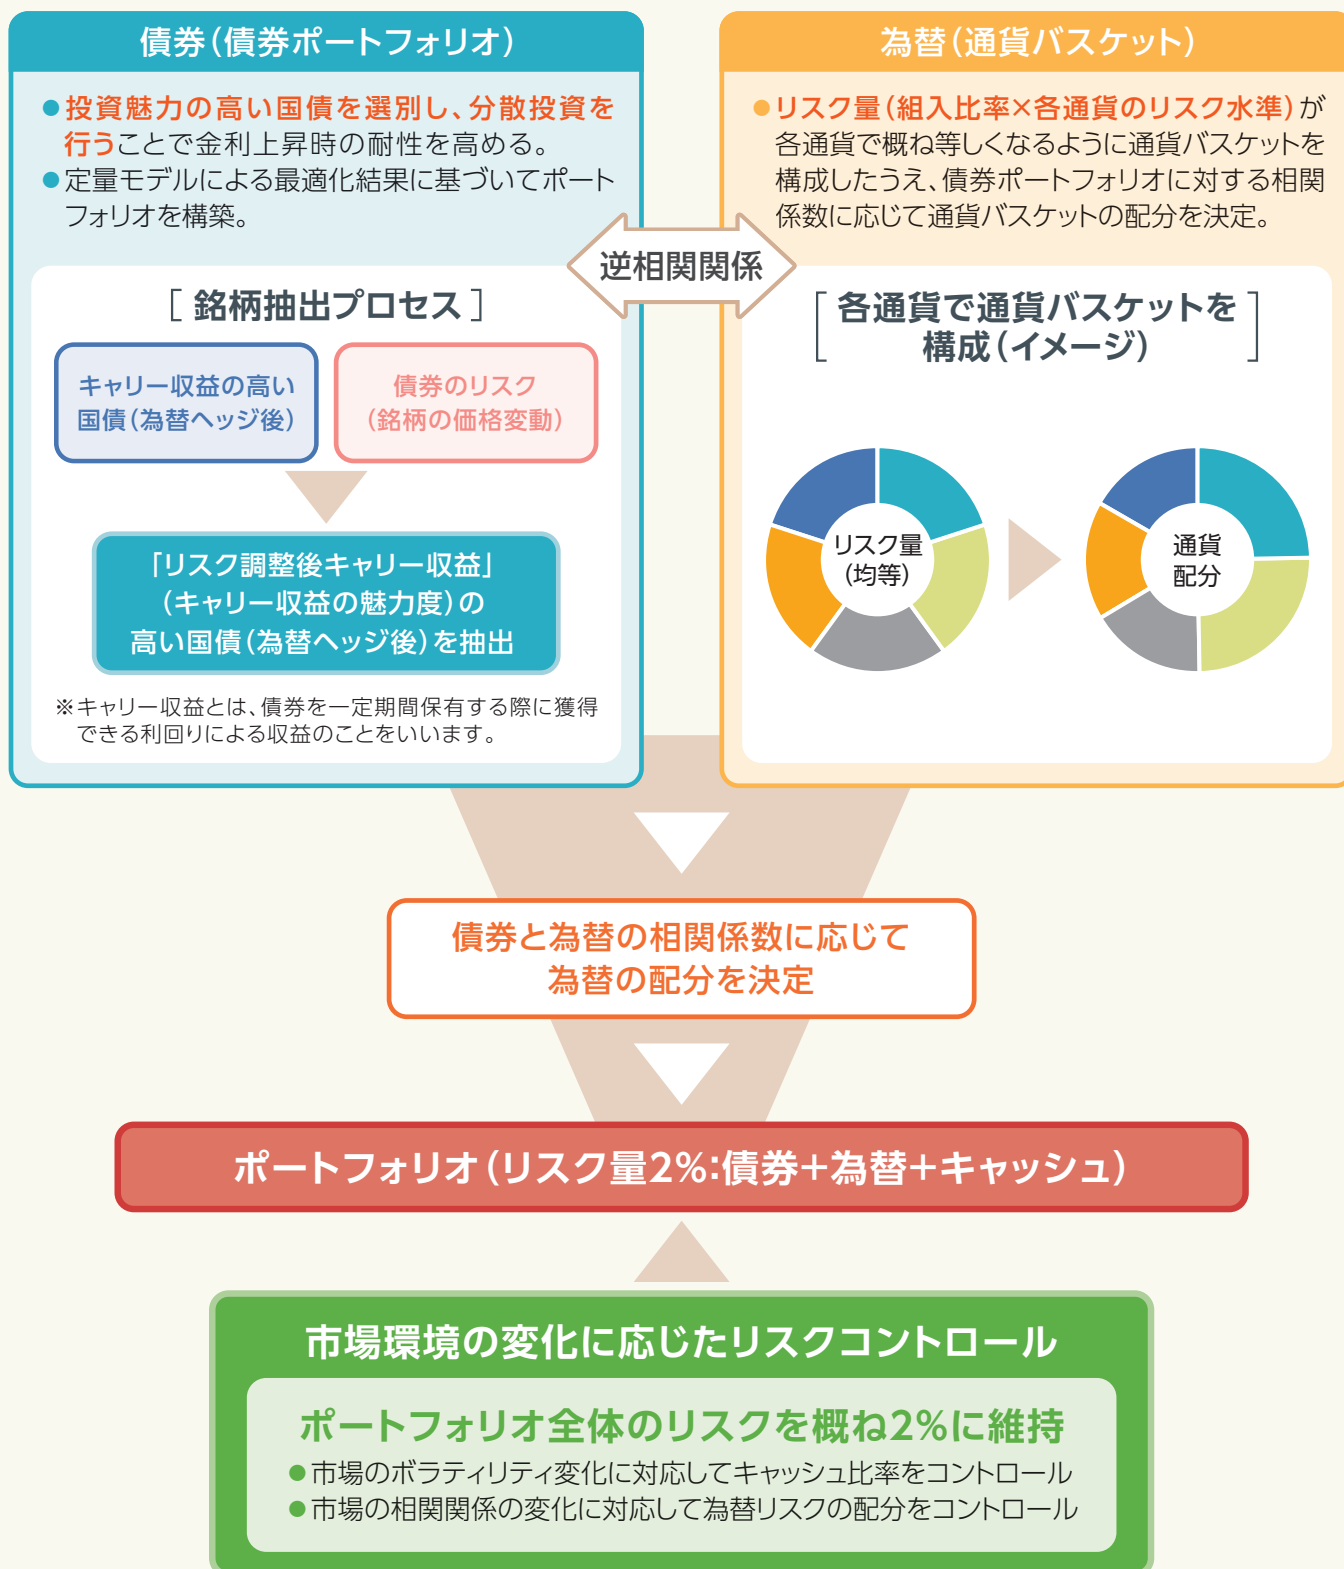 債券（債券ポートフォリオ）
●投資魅力の高い国債を選別し、分散投資を
行うことで金利上昇時の耐性を高める。
●定量モデルによる最適化結果に基づいてポート
フォリオを構築。
［ 銘柄抽出プロセス ］
キャリー収益の高い
国債（為替ヘッジ後）
債券のリスク
（銘柄の価格変動）
「リスク調整後キャリー収益」
（キャリー収益の魅力度）の
高い国債（為替ヘッジ後）を抽出
※キャリー収益とは、債券を一定期間保有する際に獲得
できる利回りによる収益のことをいいます。
逆相関関係
為替（通貨バスケット）
●リスク量（組入比率×各通貨のリスク水準）が
各通貨で概ね等しくなるように通貨バスケットを
構成したうえ、債券ポートフォリオに対する相関
係数に応じて通貨バスケットの配分を決定。
［ 各通貨で通貨バスケットを
構成（イメージ） ］
リスク量
（均等）
通貨
配分
債券と為替の相関係数に応じて
為替の配分を決定
ポートフォリオ（リスク量2%：債券＋為替＋キャッシュ）
市場環境の変化に応じたリスクコントロール
ポートフォリオ全体のリスクを概ね2%に維持
●市場のボラティリティ変化に対応してキャッシュ比率をコントロール
●市場の相関関係の変化に対応して為替リスクの配分をコントロール